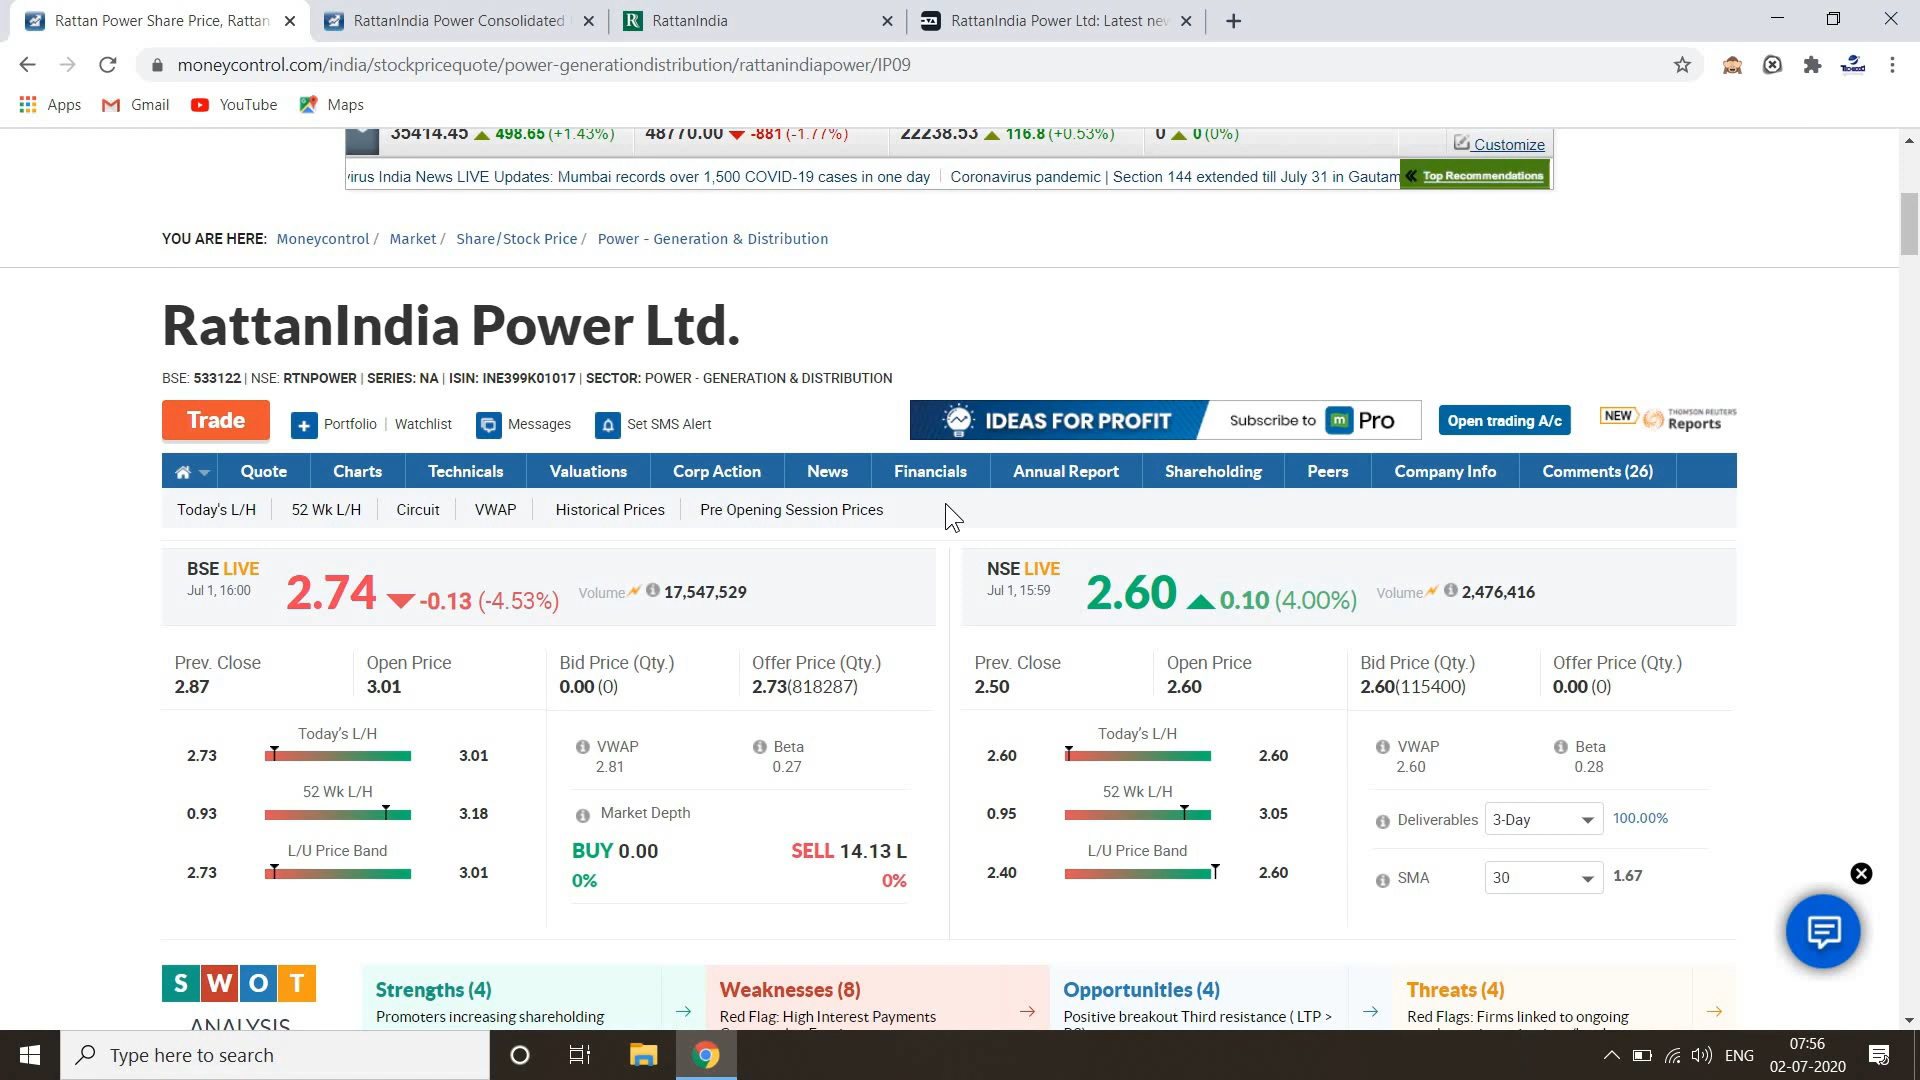 Rattan Power Share Price, Rattan
RattanIndia Power Consolidated
RattanIndia
RattanIndia Power Ltd: Latest nev
moneycontrol.com/india/stockpricequote/power-generationdistribution/rattanindiapower/IP09
Apps Gmail YouTube Maps
35414.45 498.65 (+1.43%) 48770.00 -881 (-1.77%) 22238.53 116.8 (+0.53%) 0 0 (0%)
Customize
irus India News LIVE Updates: Mumbai records over 1,500 COVID-19 cases in one day Coronavirus pandemic | Section 144 extended till July 31 in Gautam Top Recommendations
YOU ARE HERE: Moneycontrol / Market / Share/Stock Price / Power - Generation & Distribution
RattanIndia Power Ltd.
BSE: 533122 | NSE: RTNPOWER | SERIES: NA | ISIN: INE399K01017 | SECTOR: POWER - GENERATION & DISTRIBUTION
Trade + Portfolio | Watchlist Messages Set SMS Alert IDEAS FOR PROFIT Subscribe to m Pro Open trading A/c NEW THOMSON REUTERS Reports
Quote Charts Technicals Valuations Corp Action News Financials Annual Report Shareholding Peers Company Info Comments (26)
Today's L/H 52 Wk L/H Circuit VWAP Historical Prices Pre Opening Session Prices
BSE LIVE
Jul 1, 16:00
2.74 -0.13 (-4.53%) Volume 17,547,529
NSE LIVE
Jul 1, 15:59
2.60 0.10 (4.00%) Volume 2,476,416
Prev. Close Open Price Bid Price (Qty.) Offer Price (Qty.)
2.87 3.01 0.00 (0) 2.73(818287)
Today's L/H
2.73 3.01
52 Wk L/H
0.93 3.18
L/U Price Band
2.73 3.01
VWAP Beta
2.81 0.27
Market Depth
BUY 0.00 SELL 14.13 L
0% 0%
Prev. Close Open Price Bid Price (Qty.) Offer Price (Qty.)
2.50 2.60 2.60(115400) 0.00 (0)
Today's L/H
2.60 2.60
52 Wk L/H
0.95 3.05
L/U Price Band
2.40 2.60
VWAP Beta
2.60 0.28
Deliverables 3-Day 100.00%
SMA 30 1.67
S W O T
ANALYSIS
Strengths (4)
Promoters increasing shareholding
Weaknesses (8)
Red Flag: High Interest Payments
Opportunities (4)
Positive breakout Third resistance ( LTP >
Threats (4)
Red Flags: Firms linked to ongoing
Type here to search
ENG
07:56
02-07-2020